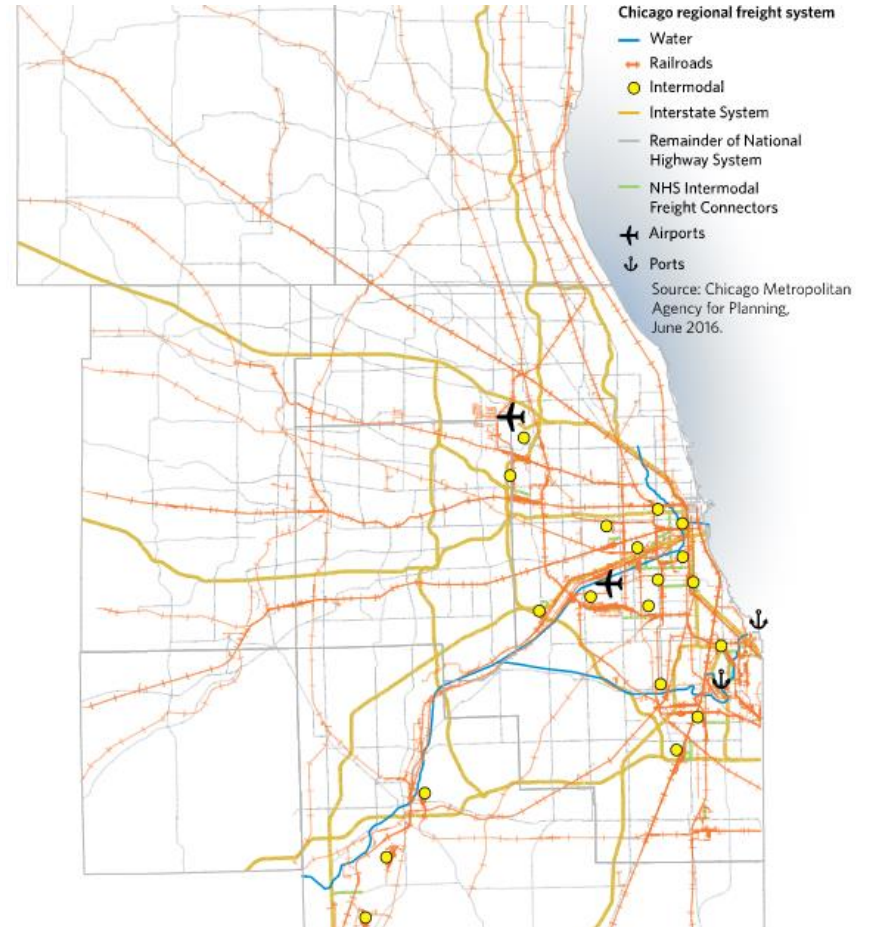 Chicago regional freight system
Water
Railroads
Intermodal
Interstate System
Remainder of National
Highway System
NHS Intermodal
Freight Connectors
Airports
Ports
Source: Chicago Metropolitan
Agency for Planning,
June 2016.